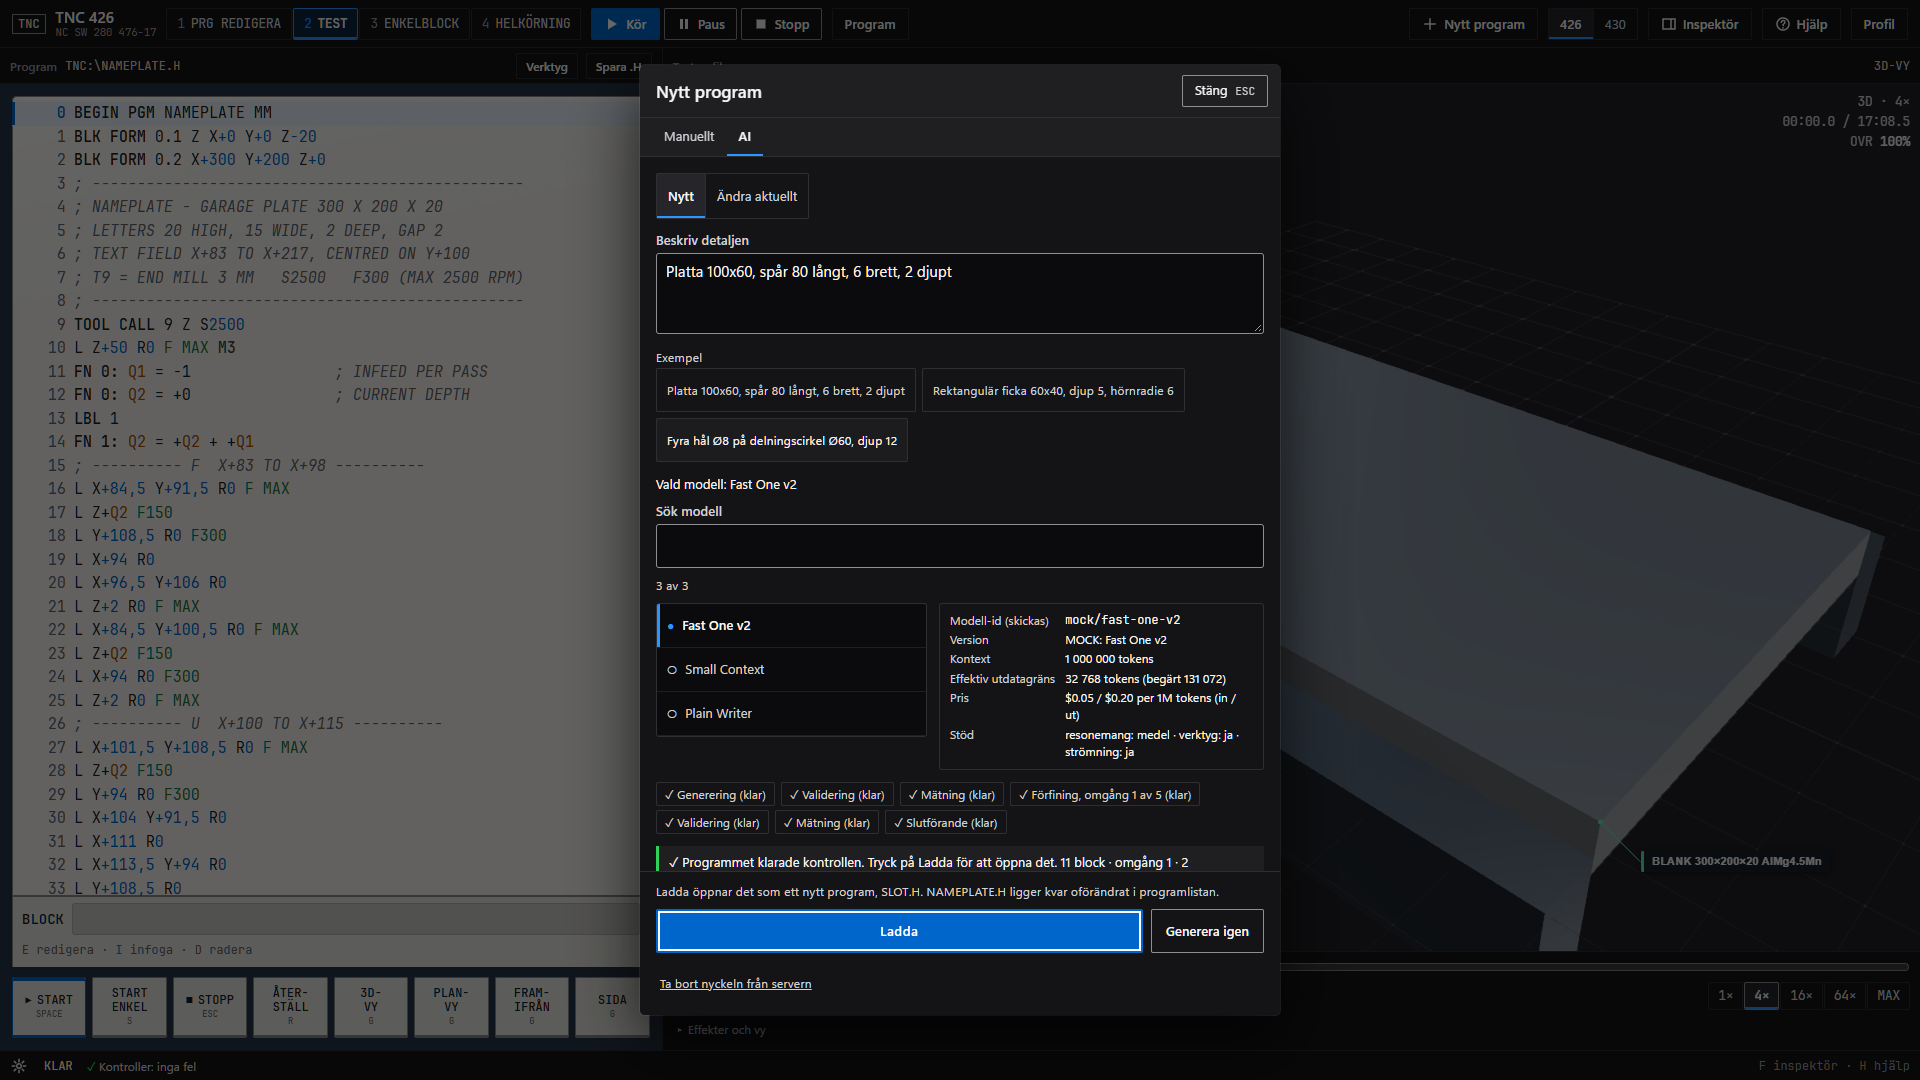 TNC
TNC 426
NC SW 280 476-17
1 PRG REDIGERA
2 TEST
3 ENKELBLOCK
4 HELKÖRNING
Kör
Paus
Stopp
Program
Nytt program
426
430
Inspektör
Hjälp
Profil
Program TNC:\NAMEPLATE.H
Verktyg
Spara .H
3D-VY
0 BEGIN PGM NAMEPLATE MM
1 BLK FORM 0.1 Z X+0 Y+0 Z-20
2 BLK FORM 0.2 X+300 Y+200 Z+0
3 ; ------------------------------------------------
4 ; NAMEPLATE - GARAGE PLATE 300 X 200 X 20
5 ; LETTERS 20 HIGH, 15 WIDE, 2 DEEP, GAP 2
6 ; TEXT FIELD X+83 TO X+217, CENTRED ON Y+100
7 ; T9 = END MILL 3 MM   S2500   F300 (MAX 2500 RPM)
8 ; ------------------------------------------------
9 TOOL CALL 9 Z S2500
10 L Z+50 R0 F MAX M3
11 FN 0: Q1 = -1                ; INFEED PER PASS
12 FN 0: Q2 = +0                ; CURRENT DEPTH
13 LBL 1
14 FN 1: Q2 = +Q2 + +Q1
15 ; ---------- F  X+83 TO X+98 ----------
16 L X+84,5 Y+91,5 R0 F MAX
17 L Z+Q2 F150
18 L Y+108,5 R0 F300
19 L X+94 R0
20 L X+96,5 Y+106 R0
21 L Z+2 R0 F MAX
22 L X+84,5 Y+100,5 R0 F MAX
23 L Z+Q2 F150
24 L X+94 R0 F300
25 L Z+2 R0 F MAX
26 ; ---------- U  X+100 TO X+115 ----------
27 L X+101,5 Y+108,5 R0 F MAX
28 L Z+Q2 F150
29 L Y+94 R0 F300
30 L X+104 Y+91,5 R0
31 L X+111 R0
32 L X+113,5 Y+94 R0
33 L Y+108,5 R0
BLOCK
E redigera · I infoga · D radera
START SPACE
START ENKEL S
STOPP ESC
ÅTER-STÄLL R
3D-VY G
PLAN-VY G
FRAM-IFRÅN G
SIDA G
KLAR
✓ Kontroller: inga fel
Nytt program
Stäng ESC
Manuellt
AI
Nytt
Ändra aktuellt
Beskriv detaljen
Platta 100x60, spår 80 långt, 6 brett, 2 djupt
Exempel
Platta 100x60, spår 80 långt, 6 brett, 2 djupt
Rektangulär ficka 60x40, djup 5, hörnradie 6
Fyra hål Ø8 på delningscirkel Ø60, djup 12
Vald modell: Fast One v2
Sök modell
3 av 3
Fast One v2
Small Context
Plain Writer
Modell-id (skickas) mock/fast-one-v2
Version MOCK: Fast One v2
Kontext 1 000 000 tokens
Effektiv utdatagräns 32 768 tokens (begärt 131 072)
Pris $0.05 / $0.20 per 1M tokens (in /
ut)
Stöd resonemang: medel · verktyg: ja ·
strömning: ja
✓ Generering (klar)
✓ Validering (klar)
✓ Mätning (klar)
✓ Förfining, omgång 1 av 5 (klar)
✓ Validering (klar)
✓ Mätning (klar)
✓ Slutförande (klar)
✓ Programmet klarade kontrollen. Tryck på Ladda för att öppna det. 11 block · omgång 1 · 2
Ladda öppnar det som ett nytt program, SLOT.H. NAMEPLATE.H ligger kvar oförändrat i programlistan.
Ladda
Generera igen
Ta bort nyckeln från servern
3D · 4×
00:00.0 / 17:08.5
OVR 100%
BLANK 300×200×20 AlMg4.5Mn
1×
4×
16×
64×
MAX
Effekter och vy
F inspektör · H hjälp